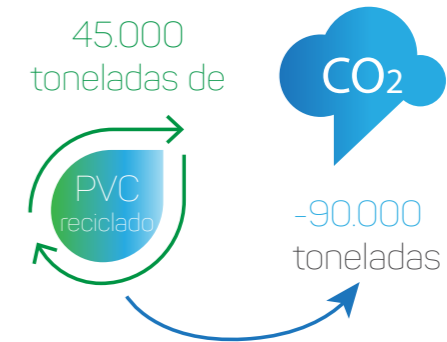 45.000
toneladas de
PVC
reciclado
CO2
-90.000
toneladas